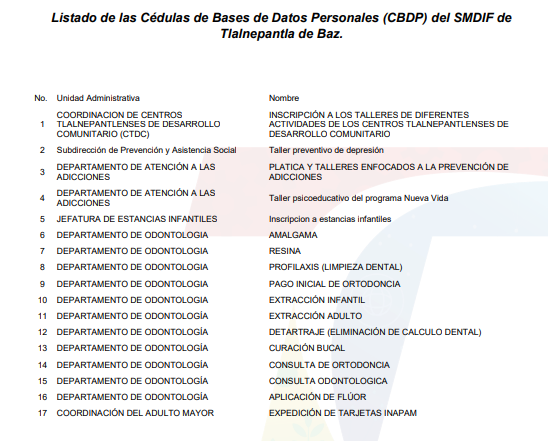 Listado de las Cédulas de Bases de Datos Personales (CBDP) del SMDIF de
Tlalnepantla de Baz.
No. Unidad Administrativa Nombre
COORDINACION DE CENTROS INSCRIPCIÓN A LOS TALLERES DE DIFERENTES
1 TLALNEPANTLENSES DE DESARROLLO ACTIVIDADES DE LOS CENTROS TLALNEPANTLENSES DE
COMUNITARIO (CTDC) DESARROLLO COMUNITARIO
2 Subdirección de Prevención y Asistencia Social Taller preventivo de depresión
3 DEPARTAMENTO DE ATENCIÓN A LAS PLATICA Y TALLERES ENFOCADOS A LA PREVENCIÓN DE
ADICCIONES ADICCIONES
4 DEPARTAMENTO DE ATENCIÓN A LAS Taller psicoeducativo del programa Nueva Vida
ADICCIONES
5 JEFATURA DE ESTANCIAS INFANTILES Inscripcion a estancias infantiles
6 DEPARTAMENTO DE ODONTOLOGIA AMALGAMA
7 DEPARTAMENTO DE ODONTOLOGIA RESINA
8 DEPARTAMENTO DE ODONTOLOGIA PROFILAXIS (LIMPIEZA DENTAL)
9 DEPARTAMENTO DE ODONTOLOGIA PAGO INICIAL DE ORTODONCIA
10 DEPARTAMENTO DE ODONTOLOGÍA EXTRACCIÓN INFANTIL
11 DEPARTAMENTO DE ODONTOLOGÍA EXTRACCIÓN ADULTO
12 DEPARTAMENTO DE ODONTOLOGÍA DETARTRAJE (ELIMINACIÓN DE CALCULO DENTAL)
13 DEPARTAMENTO DE ODONTOLOGÍA CURACIÓN BUCAL
14 DEPARTAMENTO DE ODONTOLOGÍA CONSULTA DE ORTODONCIA
15 DEPARTAMENTO DE ODONTOLOGÍA CONSULTA ODONTOLOGICA
16 DEPARTAMENTO DE ODONTOLOGÍA APLICACIÓN DE FLÚOR
17 COORDINACIÓN DEL ADULTO MAYOR EXPEDICIÓN DE TARJETAS INAPAM